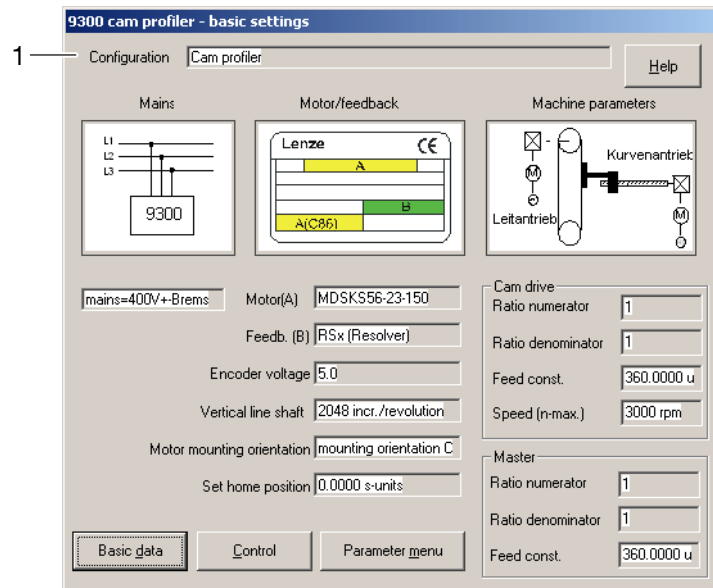 9300 cam profiler - basic settings
1
Configuration Cam profiler
Help
Mains Motor/feedback Machine parameters
L1
L2
L3
9300
Lenze CE
A
B
A(C86)
Kurvenantrieb
M
Leitantrieb
M
mains=400V+-Brems
Motor(A) MDSKS56-23-150
Feedb. (B) RSx (Resolver)
Encoder voltage 5.0
Vertical line shaft 2048 incr./revolution
Motor mounting orientation mounting orientation C
Set home position 0.0000 s-units
Cam drive
Ratio numerator 1
Ratio denominator 1
Feed const. 360.0000 u
Speed (n-max.) 3000 rpm
Master
Ratio numerator 1
Ratio denominator 1
Feed const. 360.0000 u
Basic data Control Parameter menu